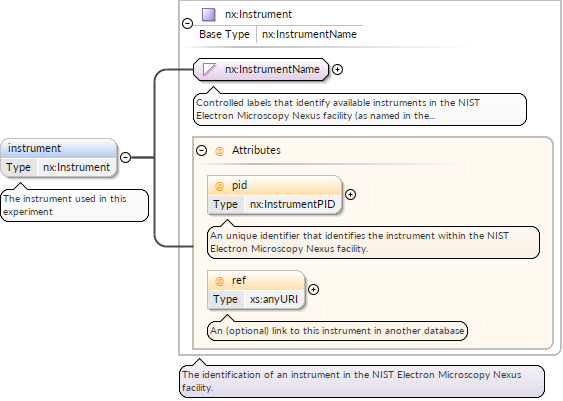 nx:Instrument
Base Type nx:InstrumentName
nx:InstrumentName
Controlled labels that identify available instruments in the NIST
Electron Microscopy Nexus facility (as named in the...
instrument
Type nx:Instrument
The instrument used in this
experiment
@ Attributes
@ pid
Type nx:InstrumentPID
An unique identifier that identifies the instrument within the NIST
Electron Microscopy Nexus facility.
@ ref
Type xs:anyURI
An (optional) link to this instrument in another database
The identification of an instrument in the NIST Electron Microscopy Nexus
facility.